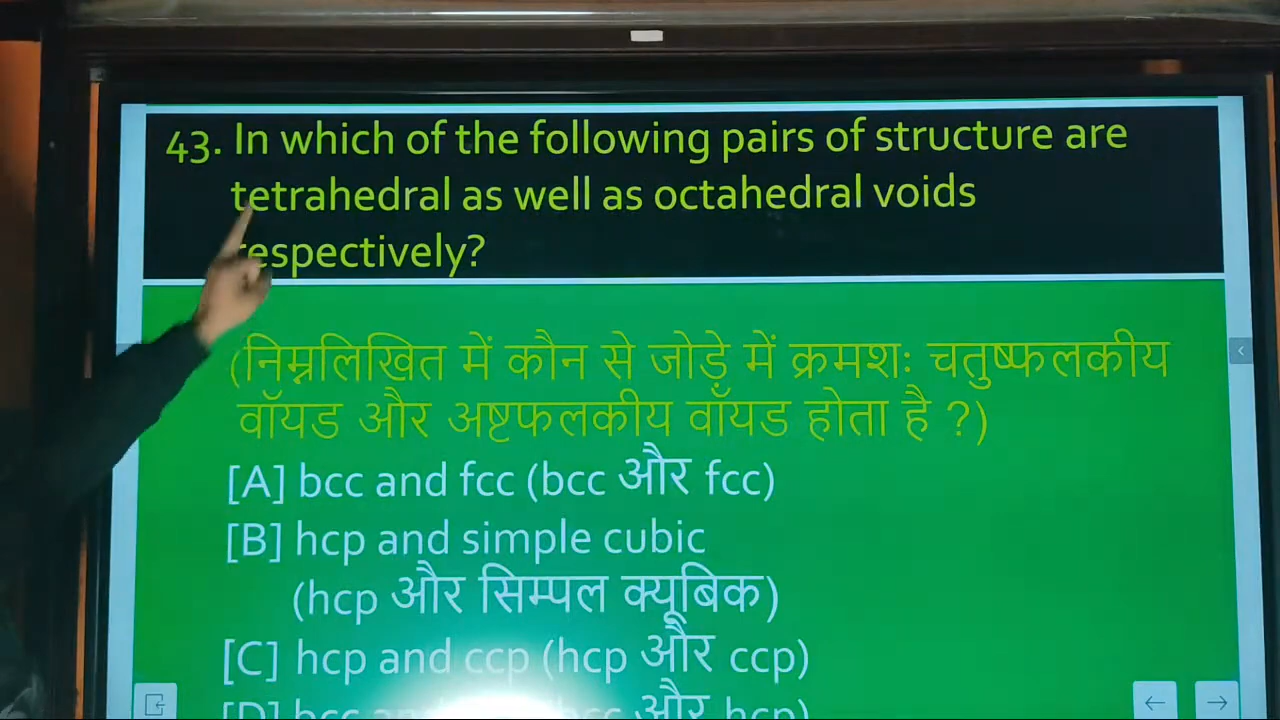 43. In which of the following pairs of structure are
tetrahedral as well as octahedral voids
respectively?
(निम्नलिखित में कौन से जोड़े में क्रमशः चतुष्फलकीय
वॉयड और अष्टफलकीय वॉयड होता है ?)
[A] bcc and fcc (bcc और fcc)
[B] hcp and simple cubic
(hcp और सिम्पल क्यूबिक)
[C] hcp and ccp (hcp और ccp)
[D] bcc और hcp)